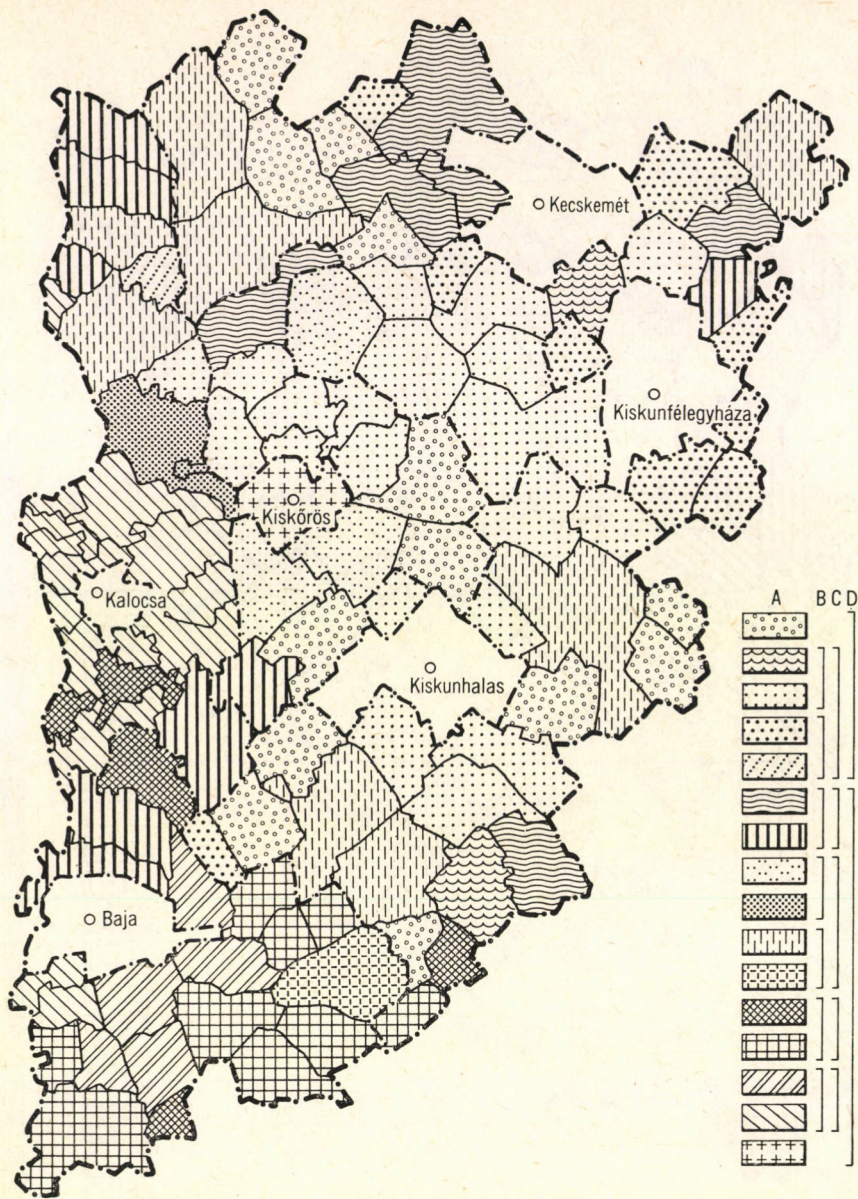 Kecskemét
Kiskunfélegyháza
Kiskőrös
Kalocsa
A B C D
Kiskunhalas
Baja